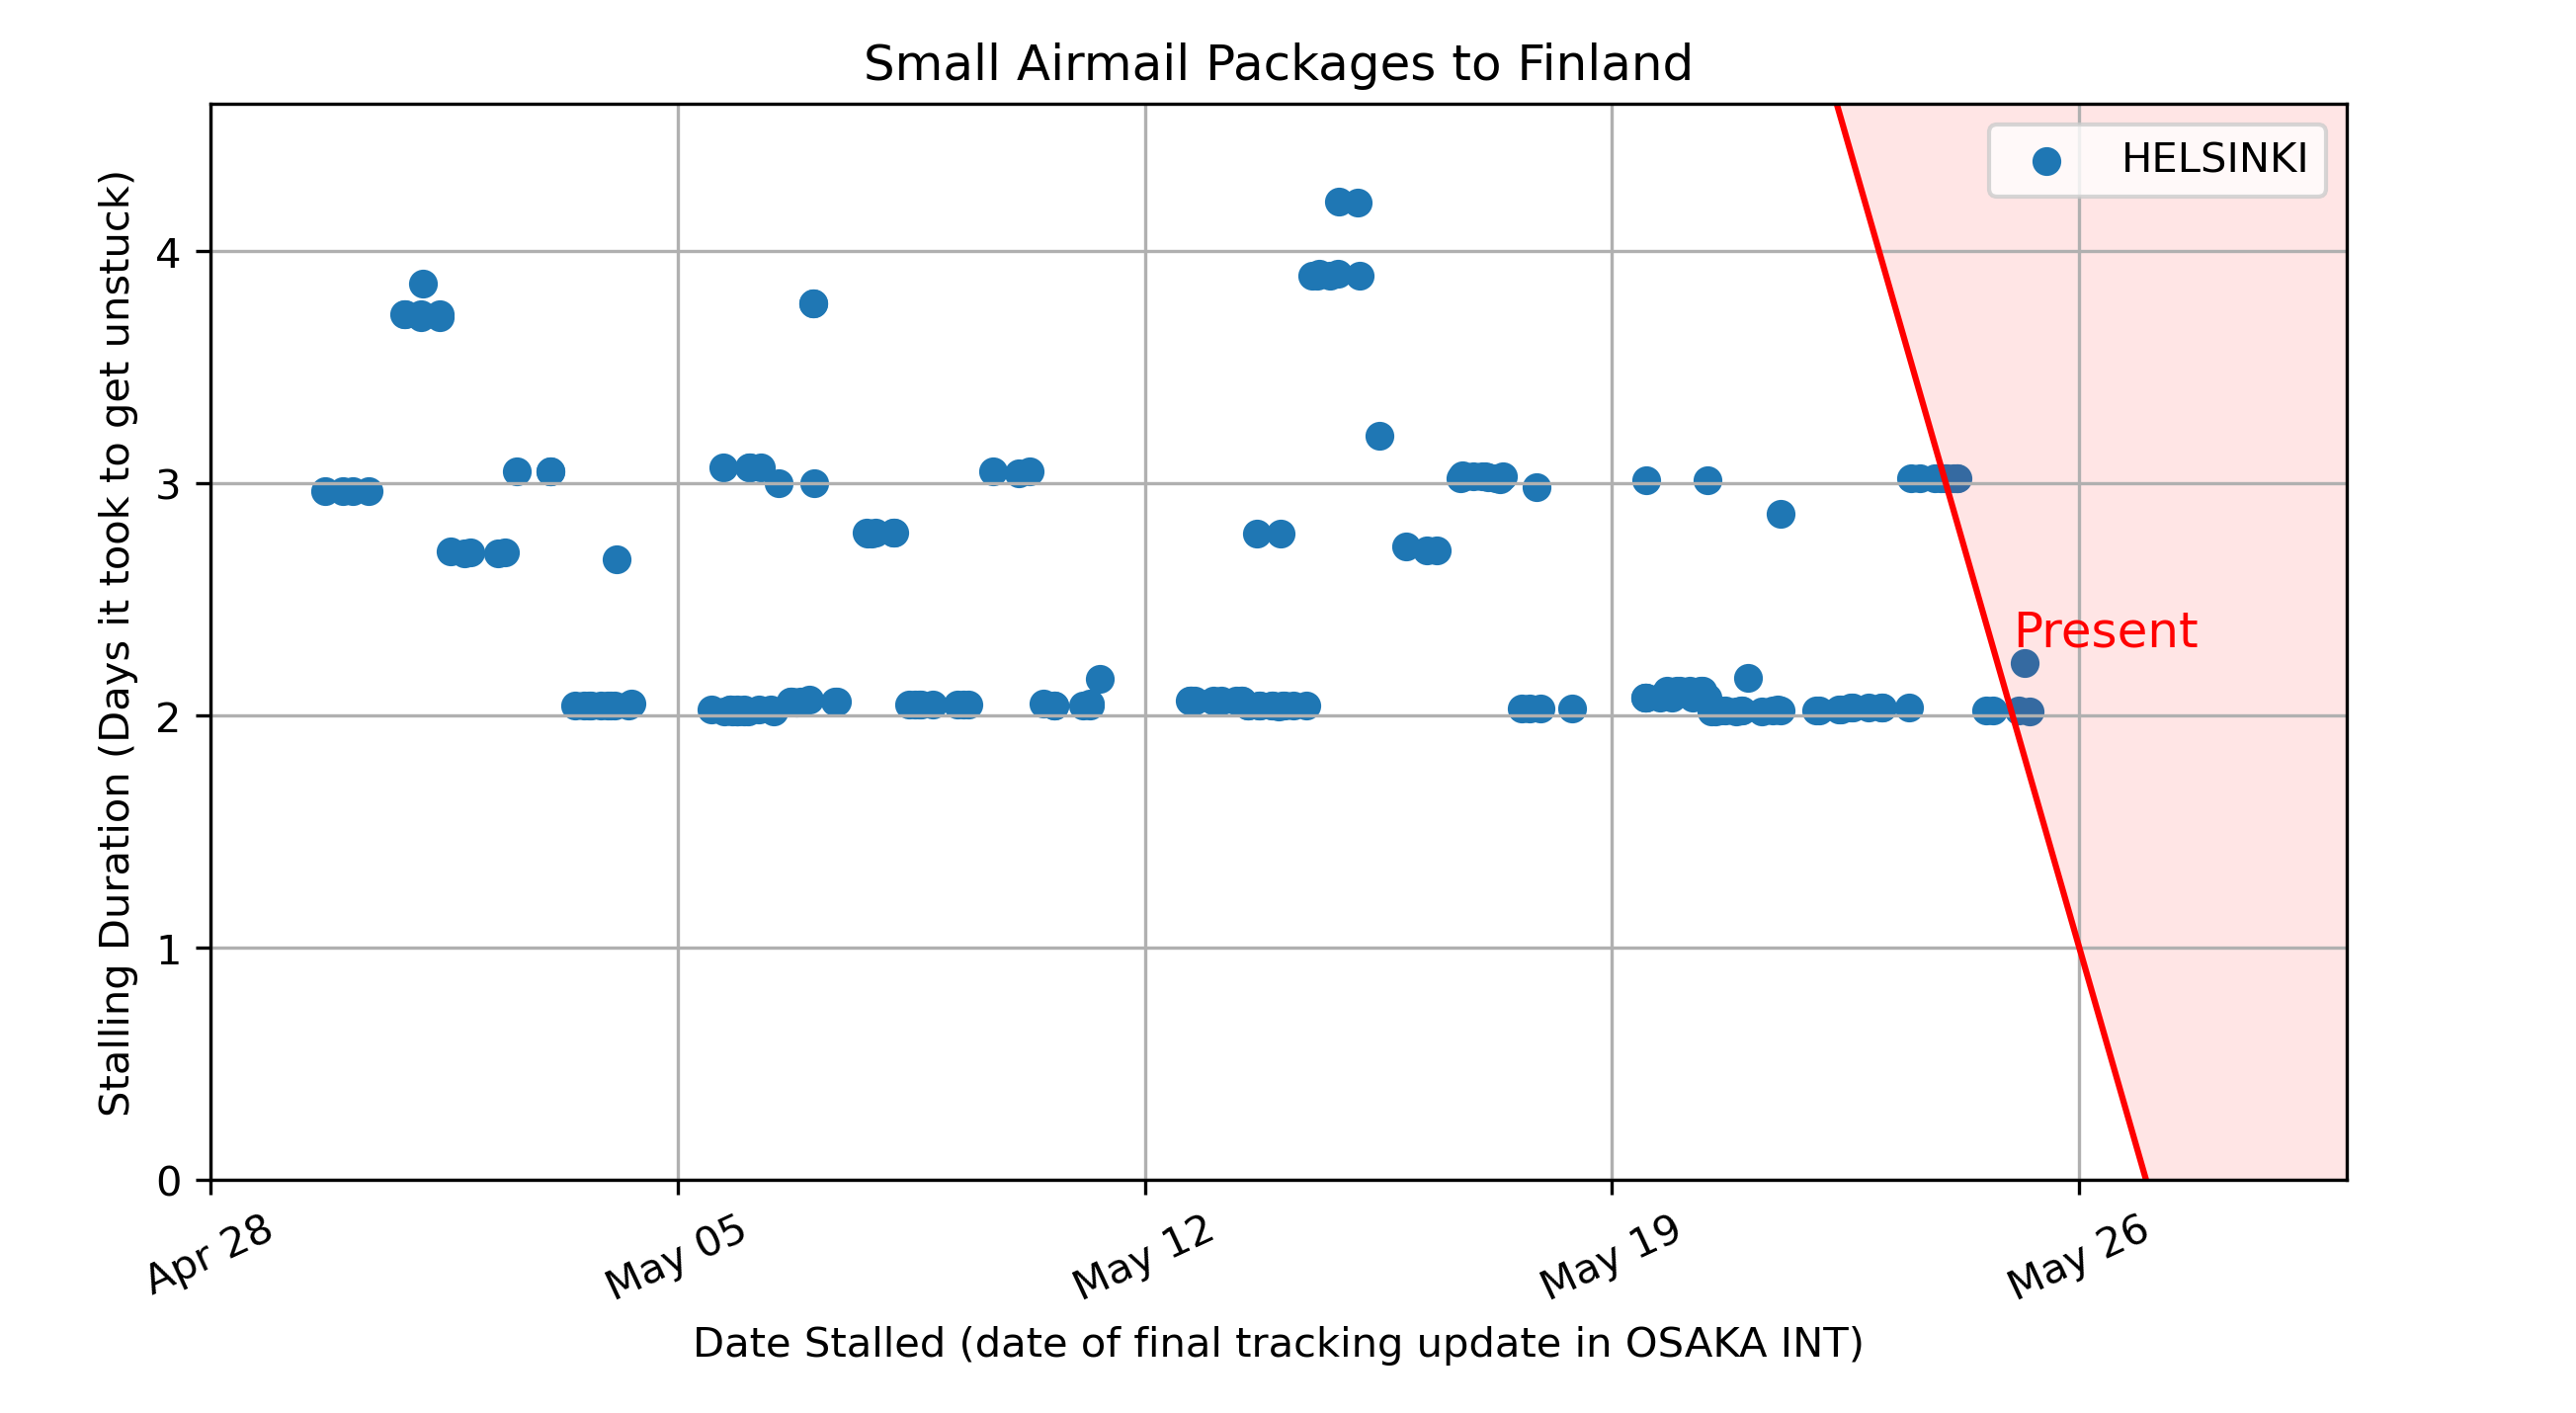 Small Airmail Packages to Finland
HELSINKI
Stalling Duration (Days it took to get unstuck)
4
3
2
1
0
Present
Apr 28
May 05
May 12
May 19
May 26
Date Stalled (date of final tracking update in OSAKA INT)